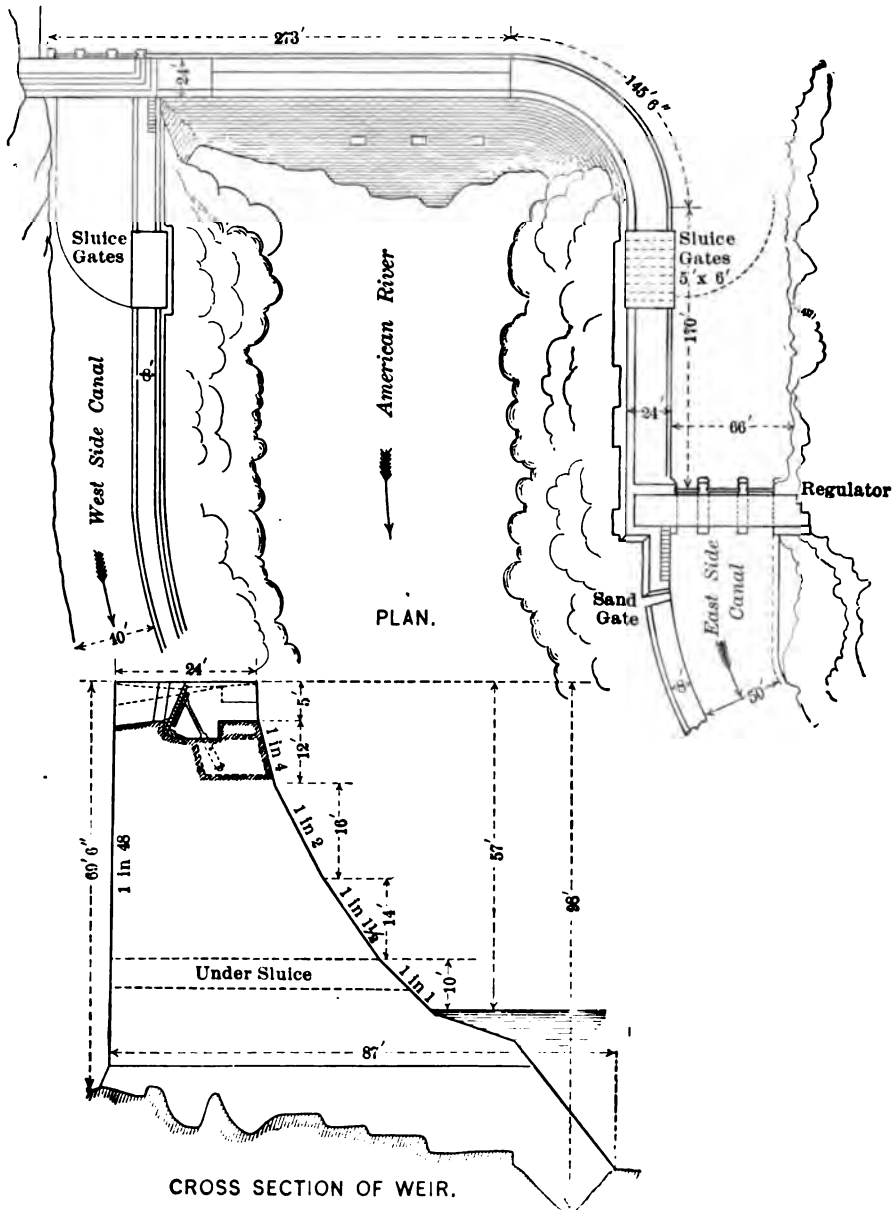 273'
24'
145' 6"
Sluice
Gates
Sluice
Gates
5' x 6'
170'
American River
8'
West Side Canal
24'
66'
Regulator
Sand
Gate
East Side
Canal
PLAN.
10'
8'
50'
24'
5'
12'
1 in 4
16'
1 in 2
57'
69' 6"
1 in 48
98'
14'
1 in 1½
Under Sluice
10'
1 in 1
87'
CROSS SECTION OF WEIR.